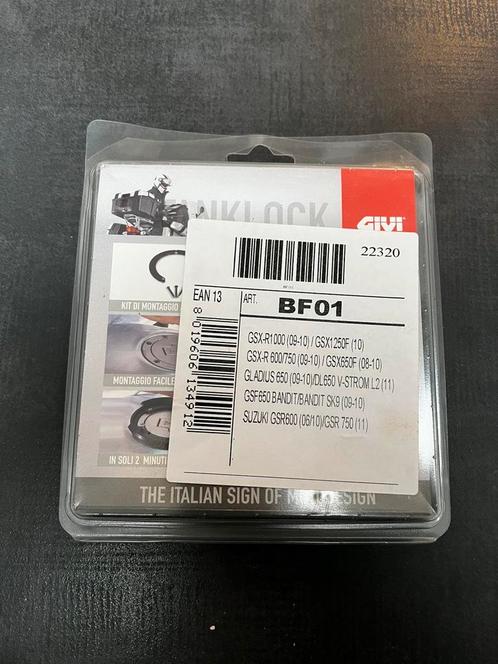 NKLOCK
GIVI
22320
BF01
EAN 13
8 019606 134912
ART.
BF01
GSX-R1000 (09-10) / GSX1250F (10)
GSX-R 600/750 (09-10) / GSX650F (08-10)
GLADIUS 650 (09-10)/DL650 V-STROM L2 (11)
GSF650 BANDIT/BANDIT SK9 (09-10)
SUZUKI GSR600 (06/10)/GSR 750 (11)
KIT DI MONTAGGIO
MONTAGGIO FACILE
IN SOLI 2 MINUTI
THE ITALIAN SIGN OF DESIGN